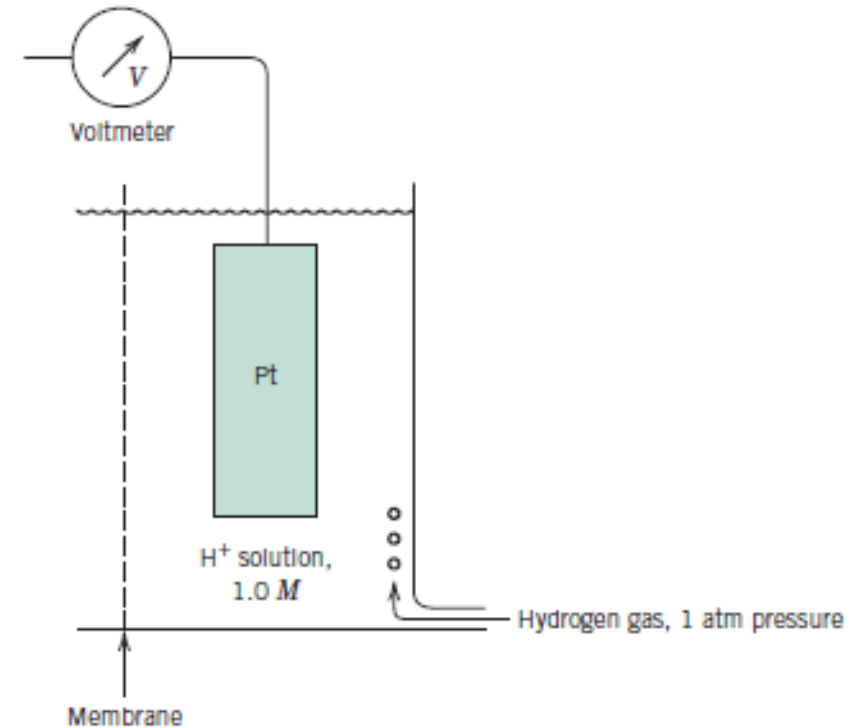 V
Voltmeter
Pt
H+ solution,
1.0 M
Hydrogen gas, 1 atm pressure
Membrane